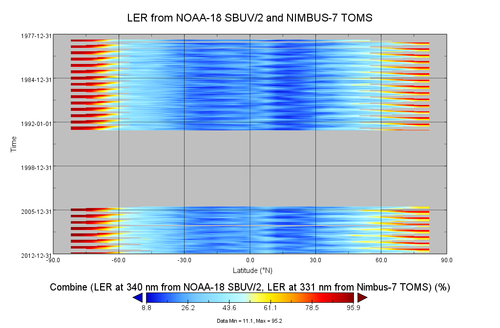 LER from NOAA-18 SBUV/2 and NIMBUS-7 TOMS
1977-12-31
1984-12-31
1992-01-01
1998-12-31
2005-12-31
2012-12-31
Time
-90.0 -60.0 -30.0 0.0 30.0 60.0 90.0
Latitude (°N)
Combine (LER at 340 nm from NOAA-18 SBUV/2, LER at 331 nm from Nimbus-7 TOMS) (%)
8.8 26.2 43.6 61.1 78.5 95.9
Data Min = 11.1, Max = 95.2